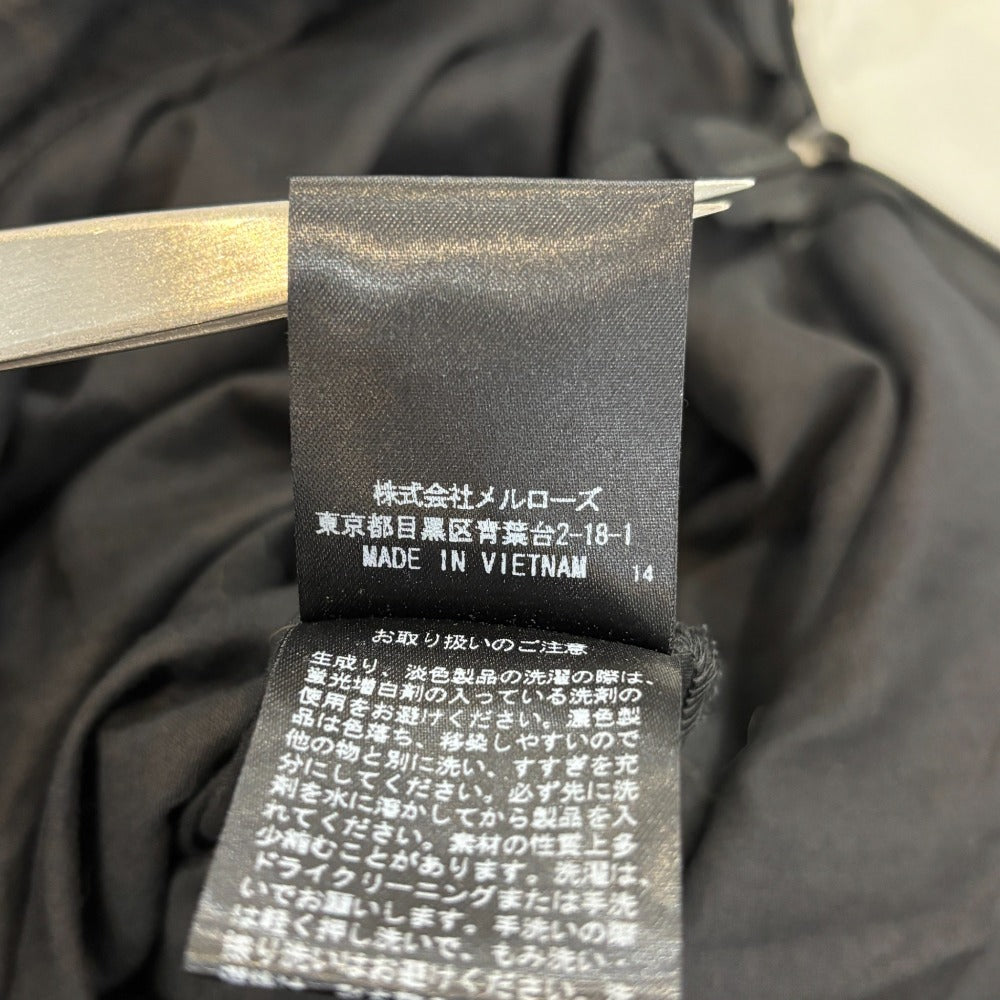 株式会社メルローズ
東京都目黒区青葉台2-18-1
MADE IN VIETNAM 14
お取り扱いのご注意
生成り、淡色製品の洗濯の際は、
蛍光増白剤の入っている洗剤の
使用をお避けください。濃色製
品は色落ち、移染しやすいので
他の物と別に洗い、すすぎを充
分にしてください。必ず先に洗
剤を水に溶かしてから製品を入
れてください。素材の性質上多
少縮むことがあります。洗濯は、
ドライクリーニングまたは手洗
いでお願いします。手洗いの際
は軽く押し洗いで、もみ洗い、
洗いはお避けください。